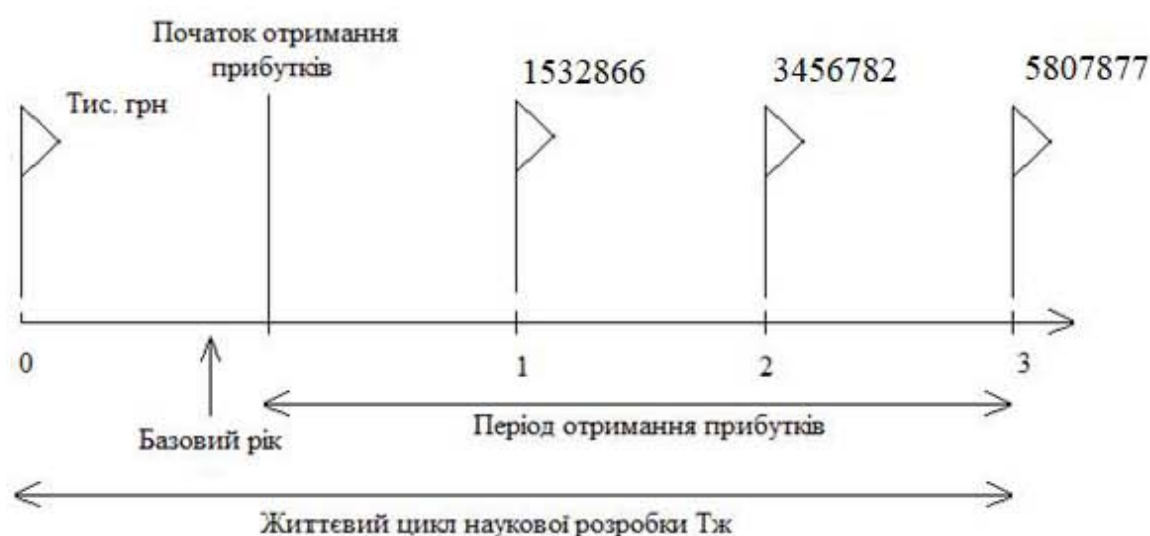 Початок отримання
прибутків
1532866
3456782
5807877
Тис. грн
0
1
2
3
Базовий рік
Період отримання прибутків
Життєвий цикл наукової розробки Тж